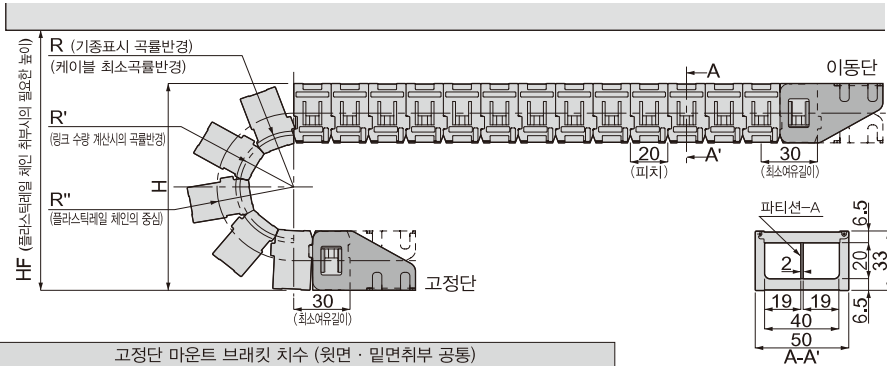 HF (플라스틱레일 체인 취부시의 필요한 높이)
R (기종표시 곡률반경)
(케이블 최소곡률반경)
R'
(링크 수량 계산시의 곡률반경)
R"
(플라스틱레일 체인의 중심)
H
A
이동단
20
(피치)
A'
30
(최소여유길이)
고정단
30
(최소여유길이)
파티션-A
6.5
2
20
33
19
19
6.5
40
50
A-A'
고정단 마운트 브래킷 치수 (윗면 · 밑면취부 공통)